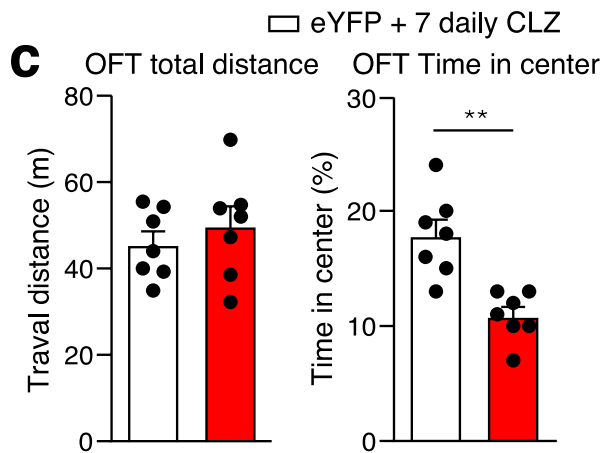 eYFP + 7 daily CLZ
C
OFT total distance
OFT Time in center
Traval distance (m)
80
60
40
20
0
Time in center (%)
30
20
10
0
**